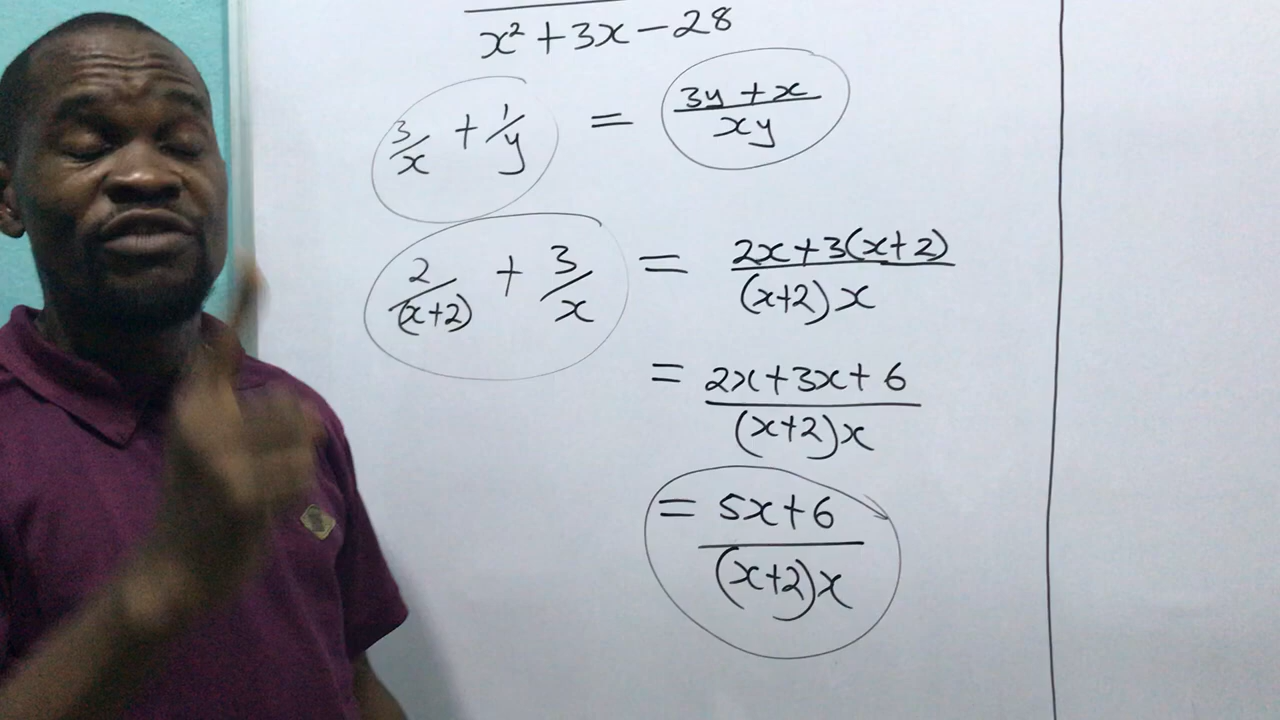 x² + 3x - 28
3/x + 1/y = (3y + x)/(xy)
2/(x+2) + 3/x = (2x + 3(x+2))/((x+2)x)
= (2x + 3x + 6)/((x+2)x)
= (5x + 6)/((x+2)x)